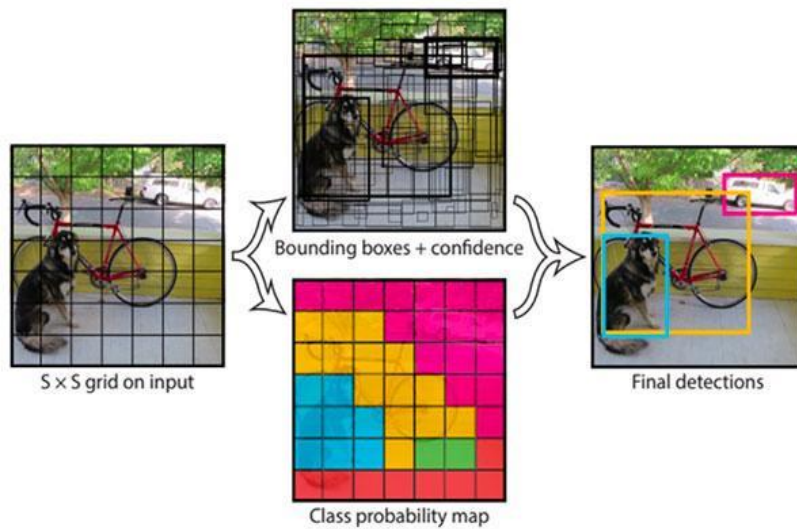 Bounding boxes + confidence
S × S grid on input
Final detections
Class probability map